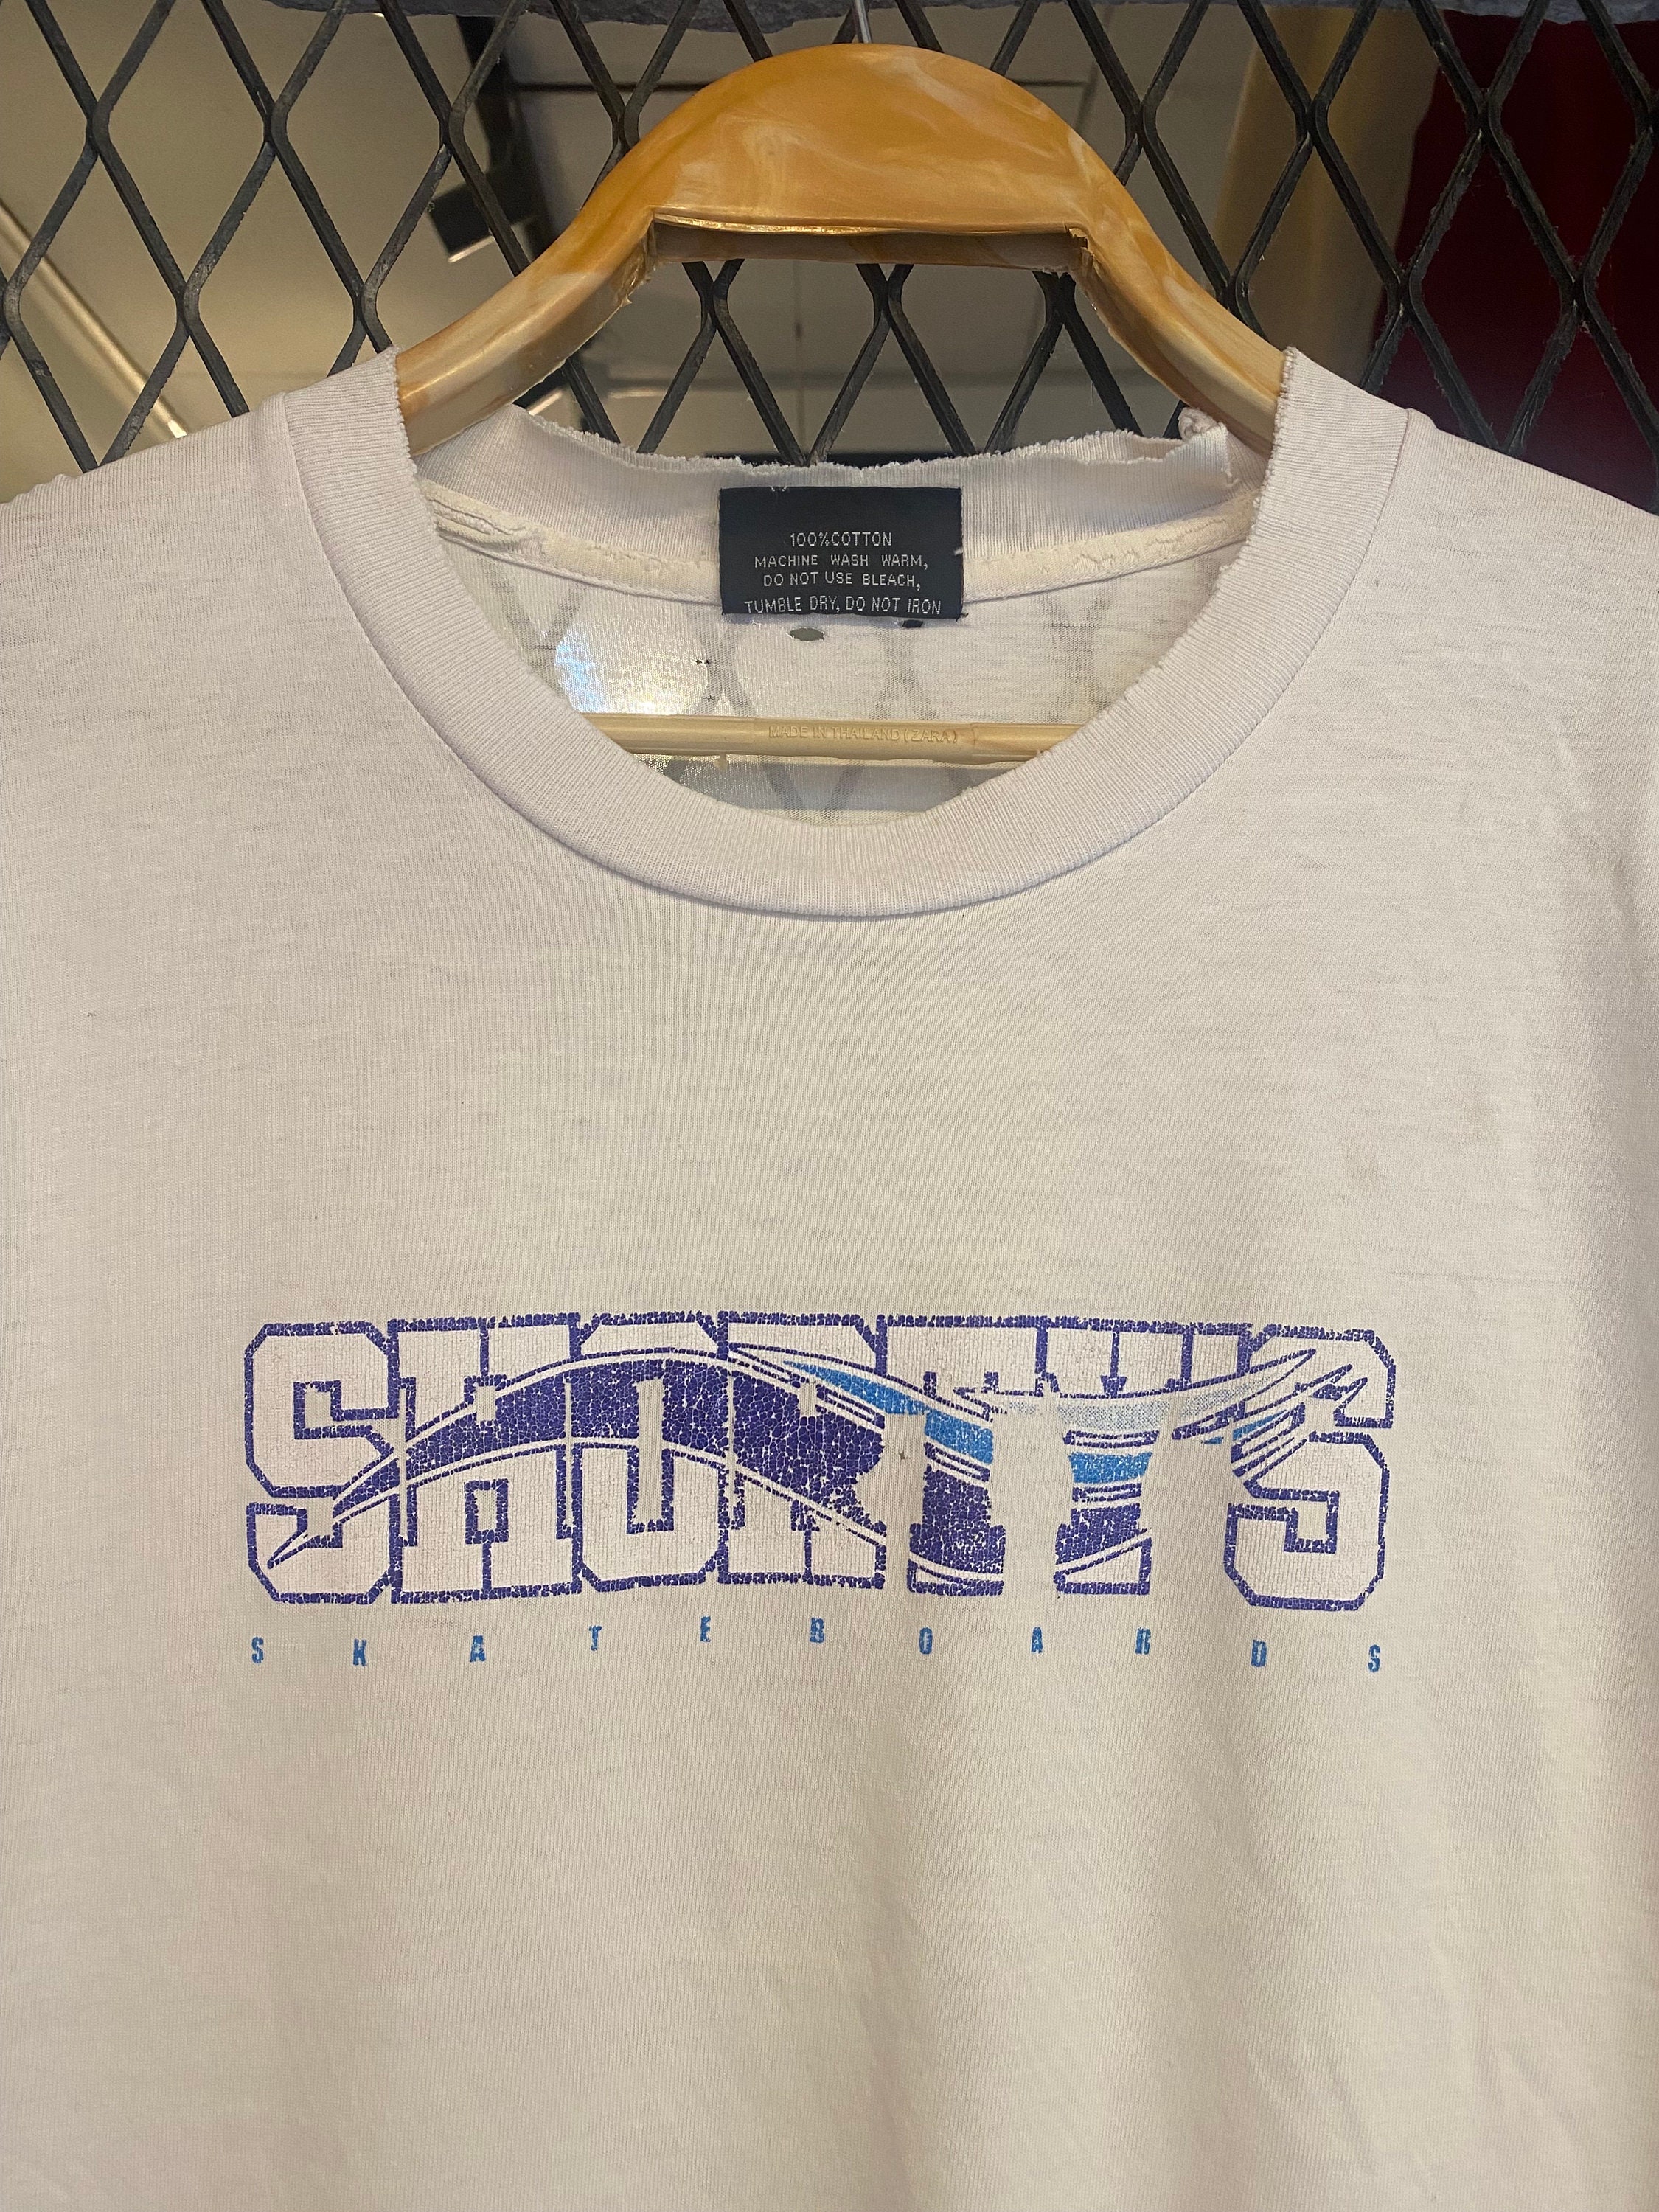 100%COTTON
MACHINE WASH WARM,
DO NOT USE BLEACH,
TUMBLE DRY, DO NOT IRON
MADE IN THAILAND (ZARA)
SHORTY'S
SKATEBOARDS